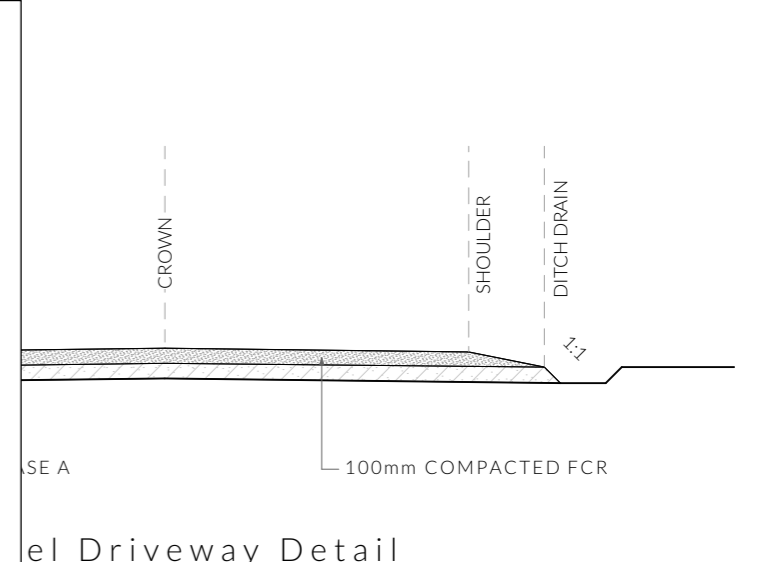 CROWN
SHOULDER
DITCH DRAIN
1:1
ASE A
100mm COMPACTED FCR
el Driveway Detail